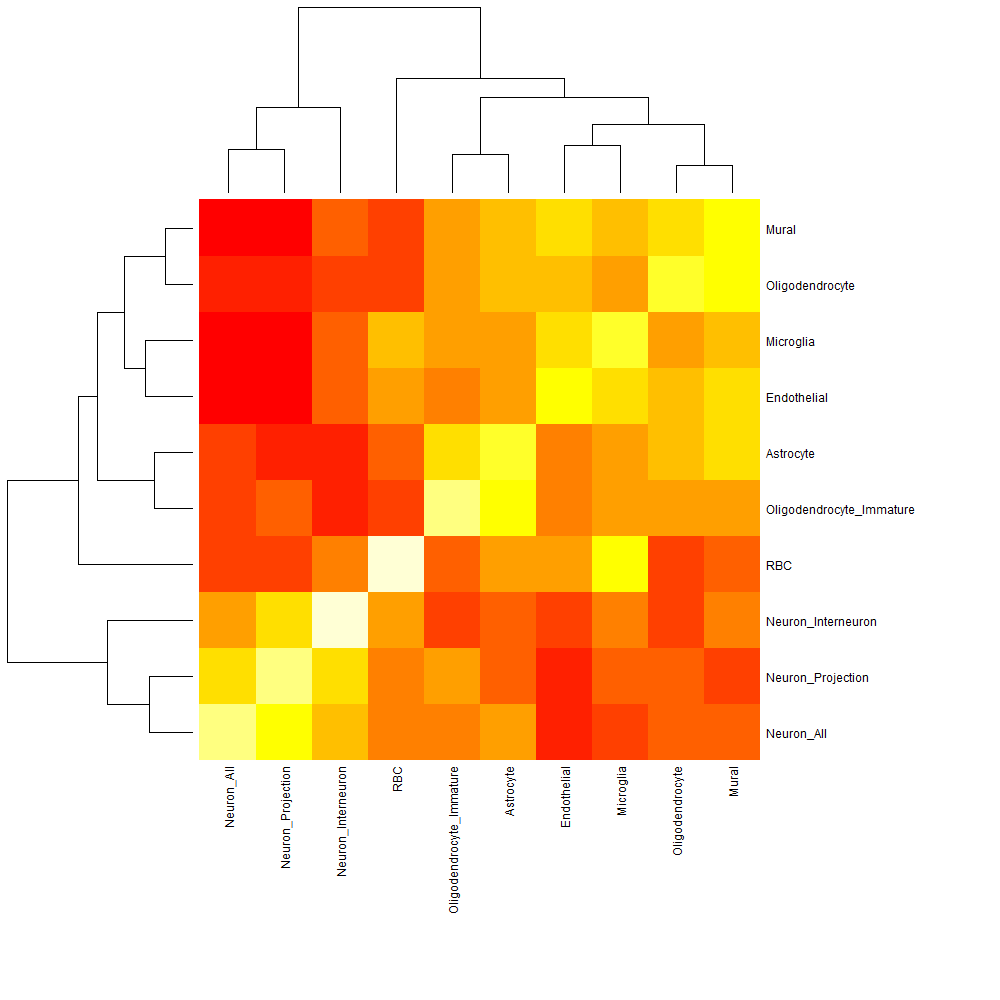 Mural
Oligodendrocyte
Microglia
Endothelial
Astrocyte
Oligodendrocyte_Immature
RBC
Neuron_Interneuron
Neuron_Projection
Neuron_All
Neuron_All
Neuron_Projection
Neuron_Interneuron
RBC
Oligodendrocyte_Immature
Astrocyte
Endothelial
Microglia
Oligodendrocyte
Mural